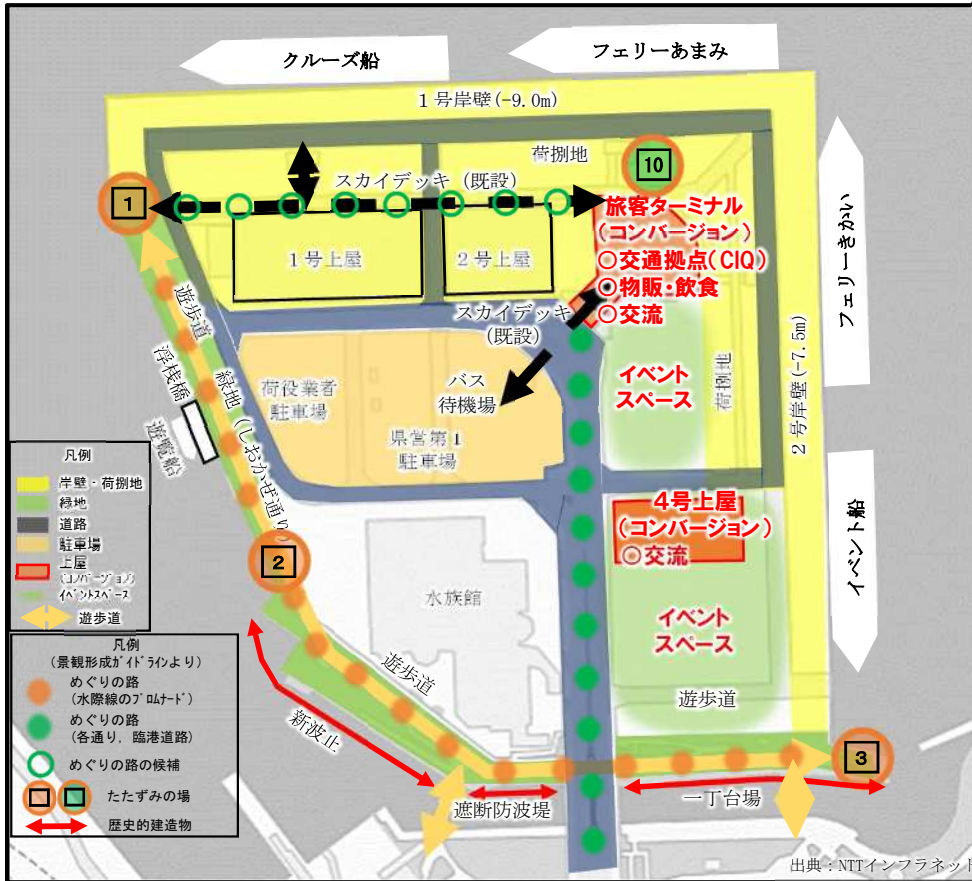 クルーズ船
フェリーあまみ
1号岸壁(-9.0m)
荷捌地
10
スカイデッキ(既設)
1
旅客ターミナル
(コンバージョン)
○交通拠点(CIQ)
◎物販・飲食
○交流
1号上屋
2号上屋
フェリーきかい
遊歩道
スカイデッキ
(既設)
浮桟橋
緑地(しおかぜ通り)
遊覧船
荷役業者
駐車場
バス
待機場
県営第1
駐車場
イベント
スペース
荷捌地
2号岸壁(-7.5m)
凡例
岸壁・荷捌地
緑地
道路
駐車場
上屋
(コンバージョン)
イベントスペース
遊歩道
4号上屋
(コンバージョン)
◎交流
イベント船
2
水族館
イベント
スペース
遊歩道
遊歩道
新波止
3
遮断防波堤
一丁台場
凡例
(景観形成ガイドラインより)
めぐりの路
(水際線のプロムナード)
めぐりの路
(各通り，臨港道路)
めぐりの路の候補
たたずみの場
歴史的建造物
出典：NTTインフラネット